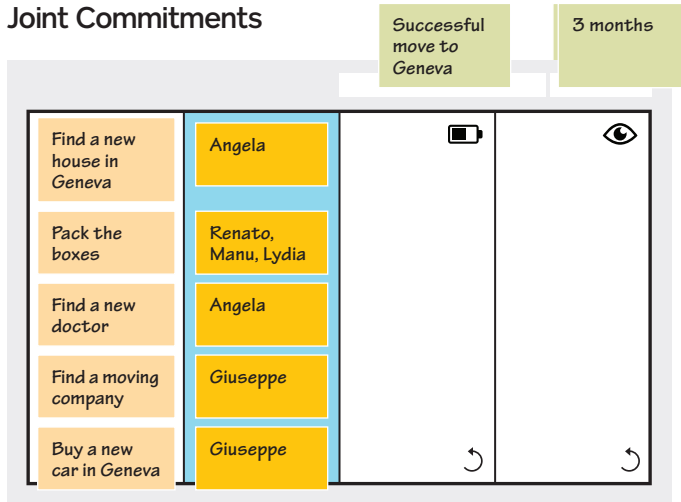 Joint Commitments
Successful
move to
Geneva
3 months
Find a new
house in
Geneva
Angela
Pack the
boxes
Renato,
Manu, Lydia
Find a new
doctor
Angela
Find a moving
company
Giuseppe
Buy a new
car in Geneva
Giuseppe